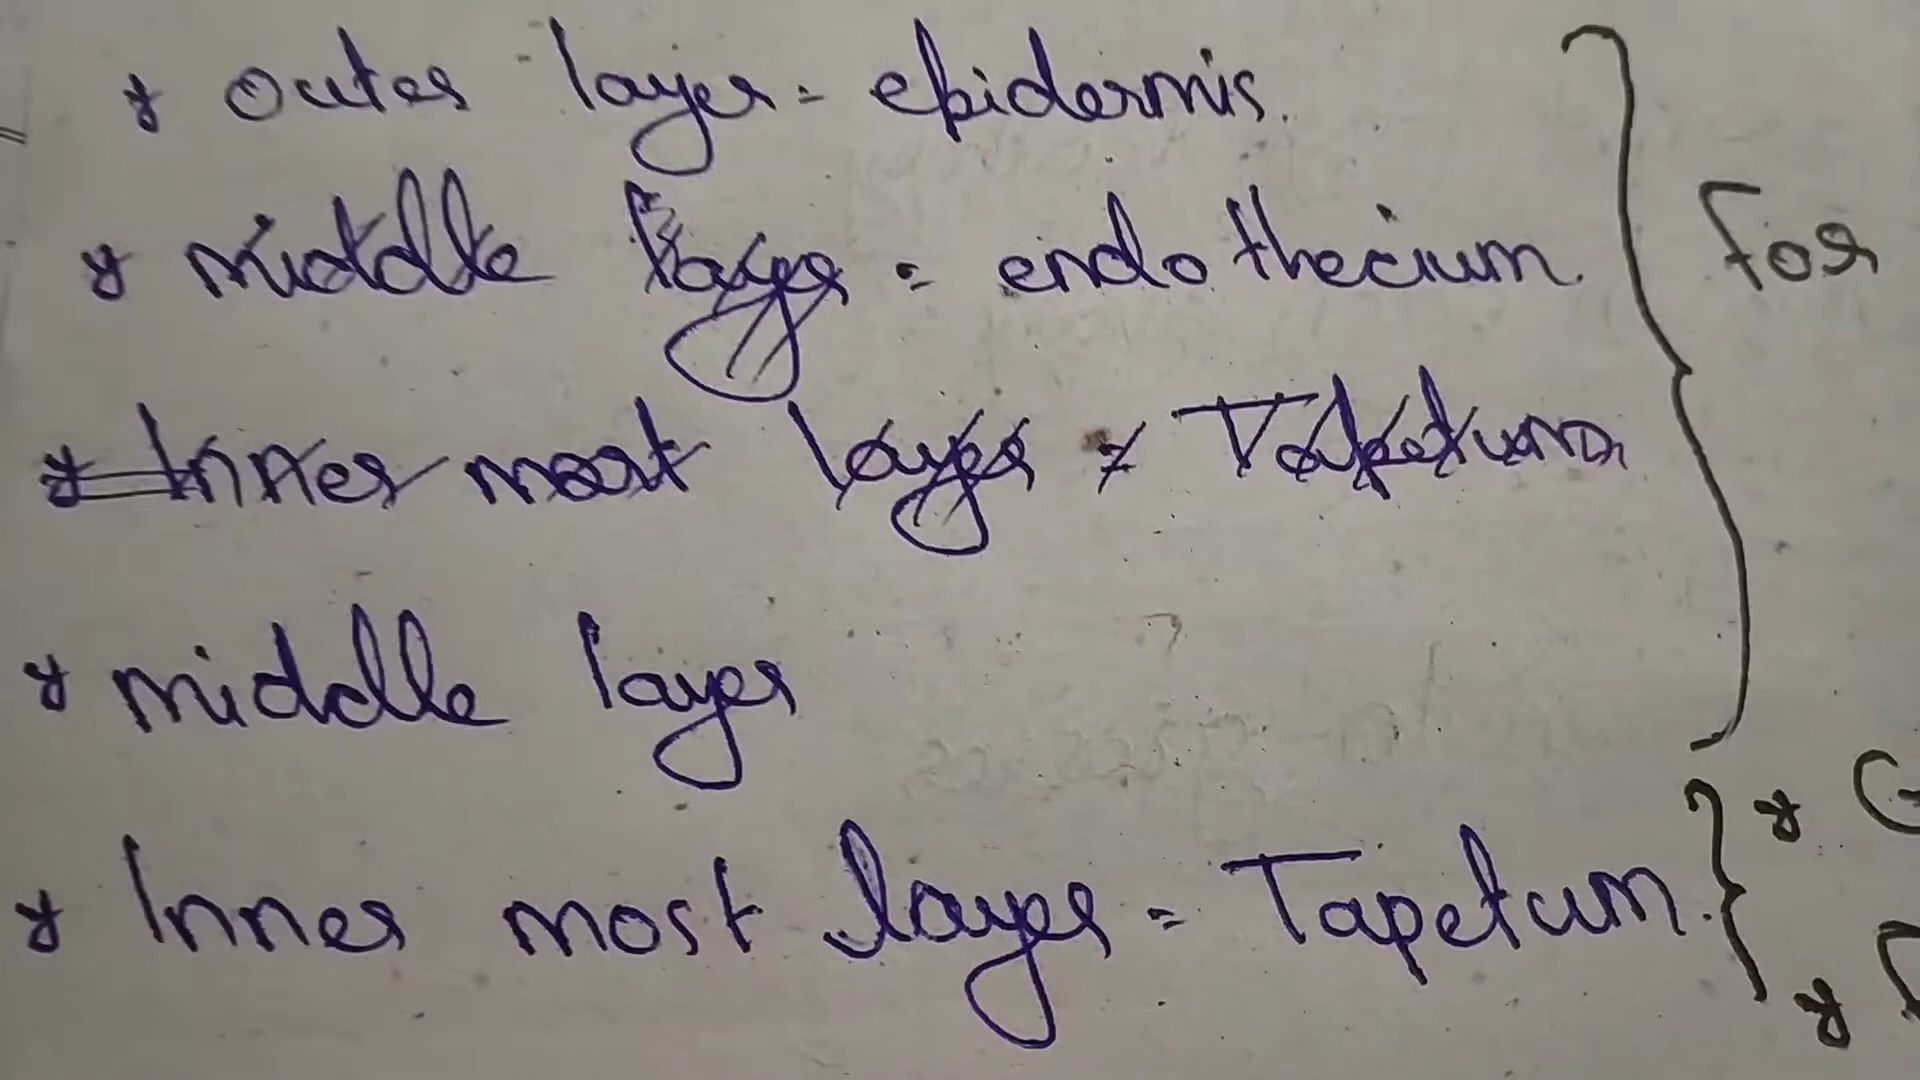 * outer layer = epidermis.
* middle layer = endothecium.
* Inner most layer = Tapetum
* middle layer
* Inner most layer = Tapetum.
For
* G
*